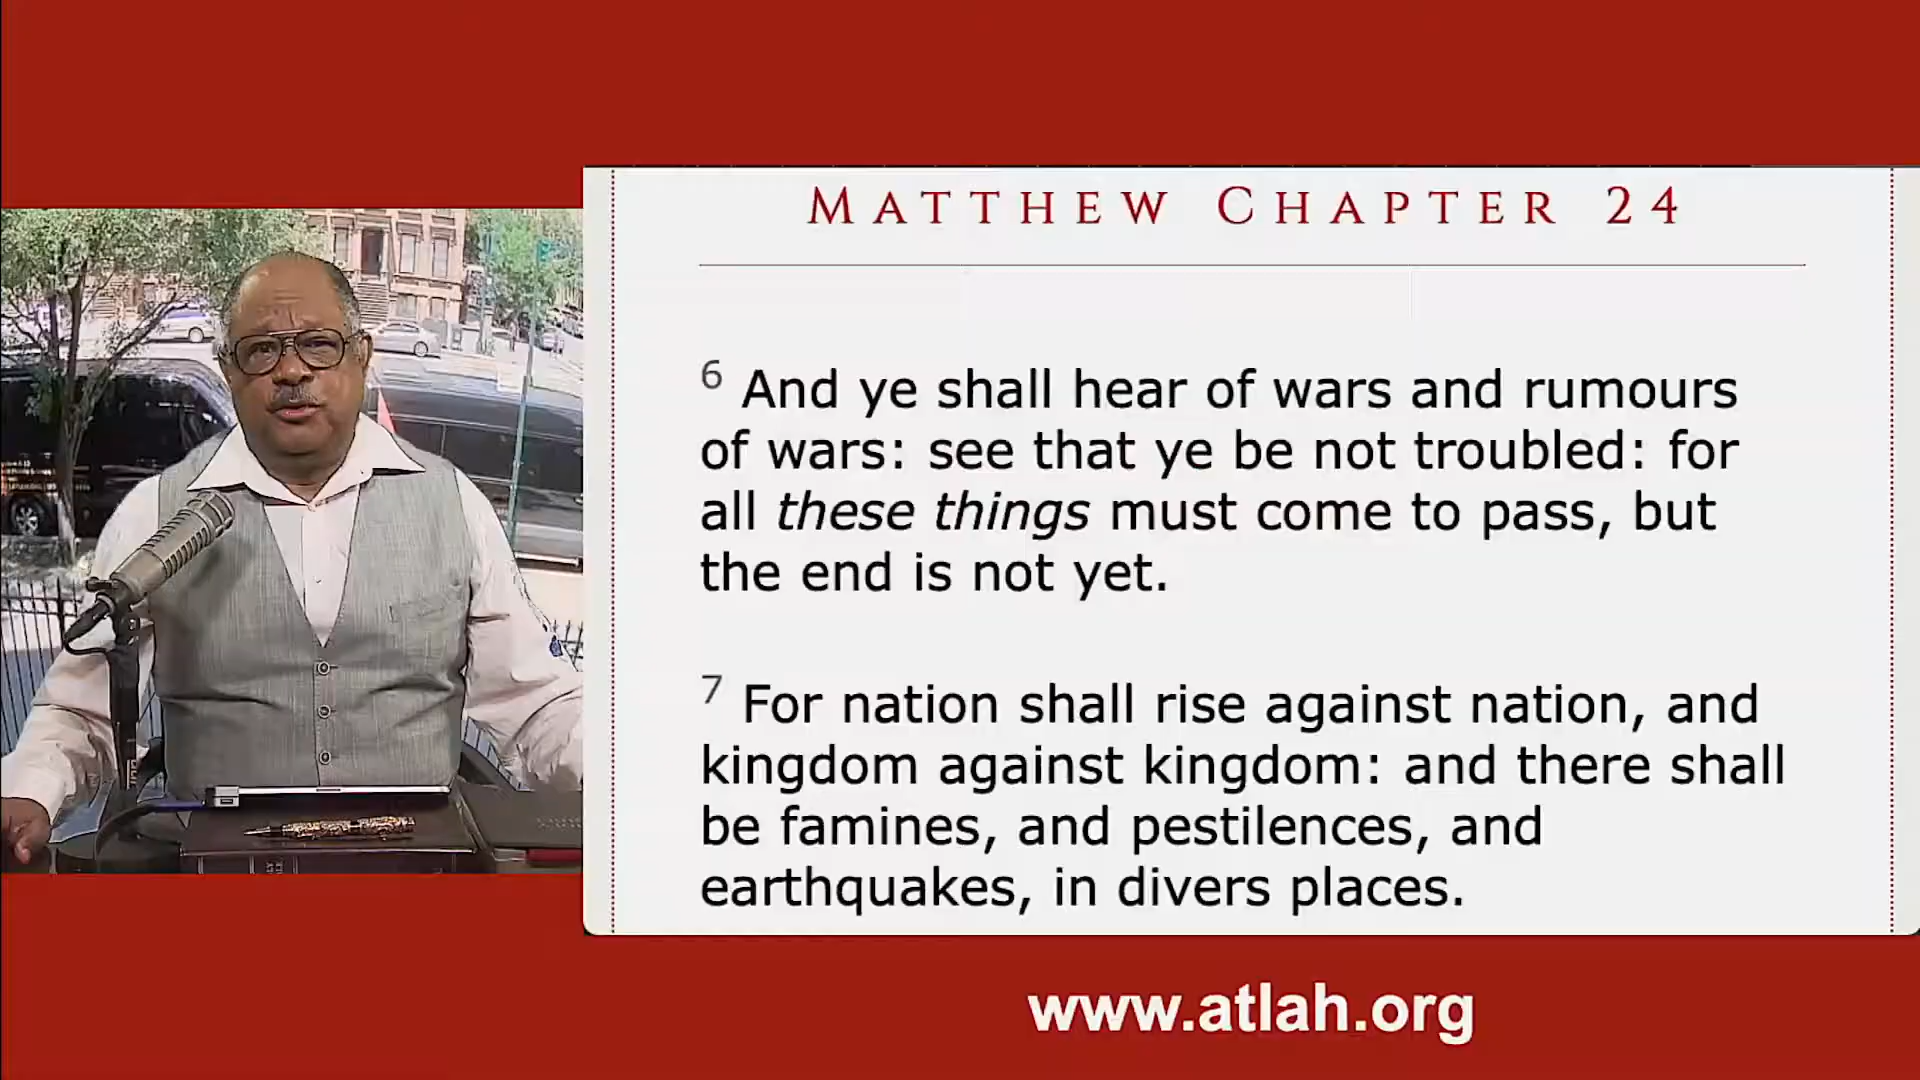 MATTHEW CHAPTER 24
6 And ye shall hear of wars and rumours
of wars: see that ye be not troubled: for
all these things must come to pass, but
the end is not yet.
7 For nation shall rise against nation, and
kingdom against kingdom: and there shall
be famines, and pestilences, and
earthquakes, in divers places.
www.atlah.org